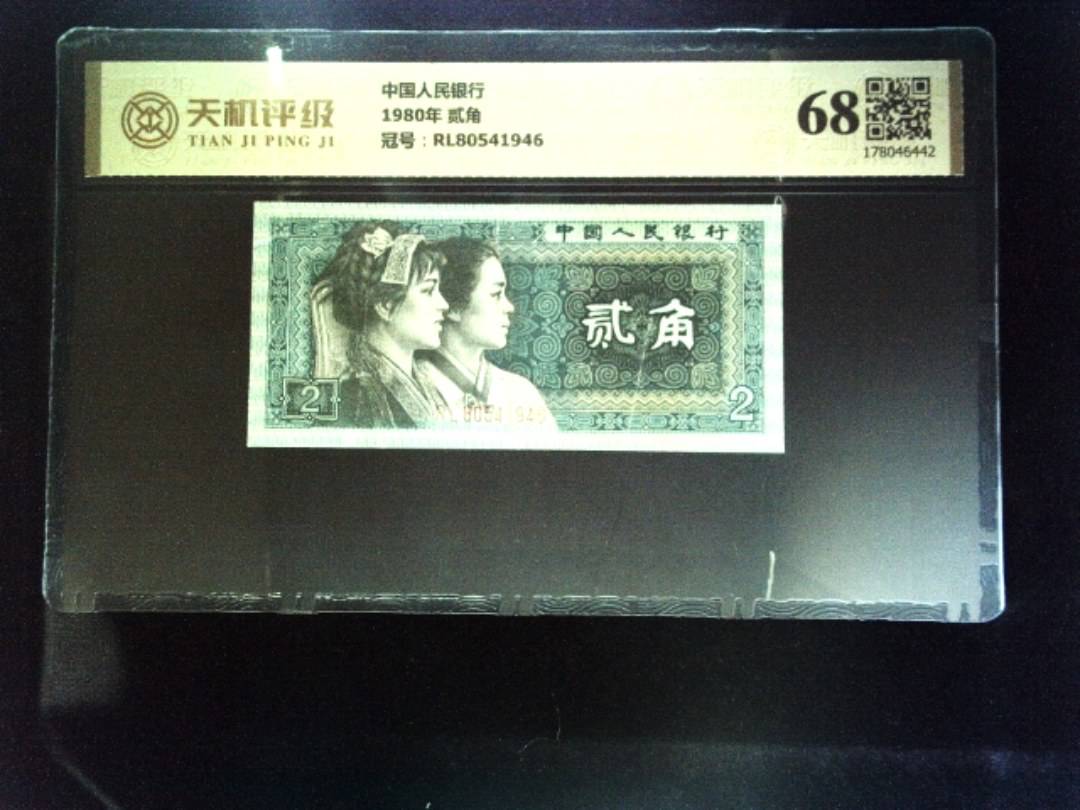 天机评级
TIAN JI PING JI
中国人民银行
1980年 贰角
冠号：RL80541946
68
178046442
中国人民银行
贰角
2
2
RL80541946